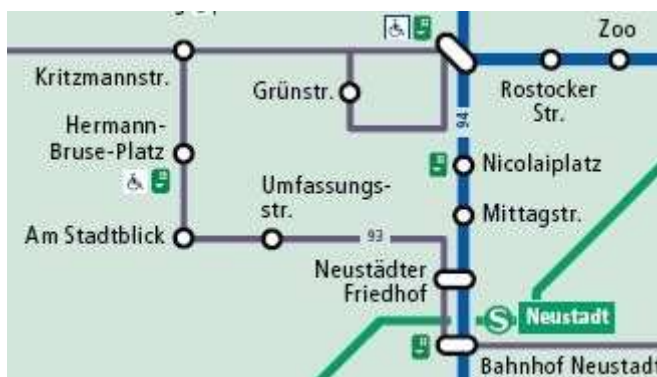 Zoo
Kritzmannstr.
Grünstr.
Rostocker
Str.
94
Hermann-
Bruse-Platz
Nicolaiplatz
Umfassungs-
str.
Mittagstr.
Am Stadtblick
93
Neustädter
Friedhof
S
Neustadt
Bahnhof Neustadt